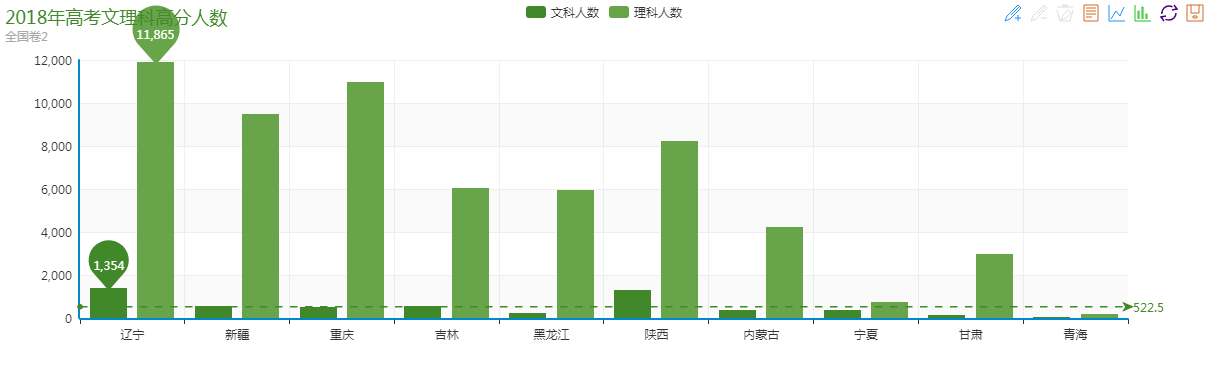 2018年高考文理科高分人数
全国卷2
文科人数 理科人数
11,865
12,000
10,000
8,000
6,000
4,000
2,000
0
1,354
522.5
辽宁 新疆 重庆 吉林 黑龙江 陕西 内蒙古 宁夏 甘肃 青海